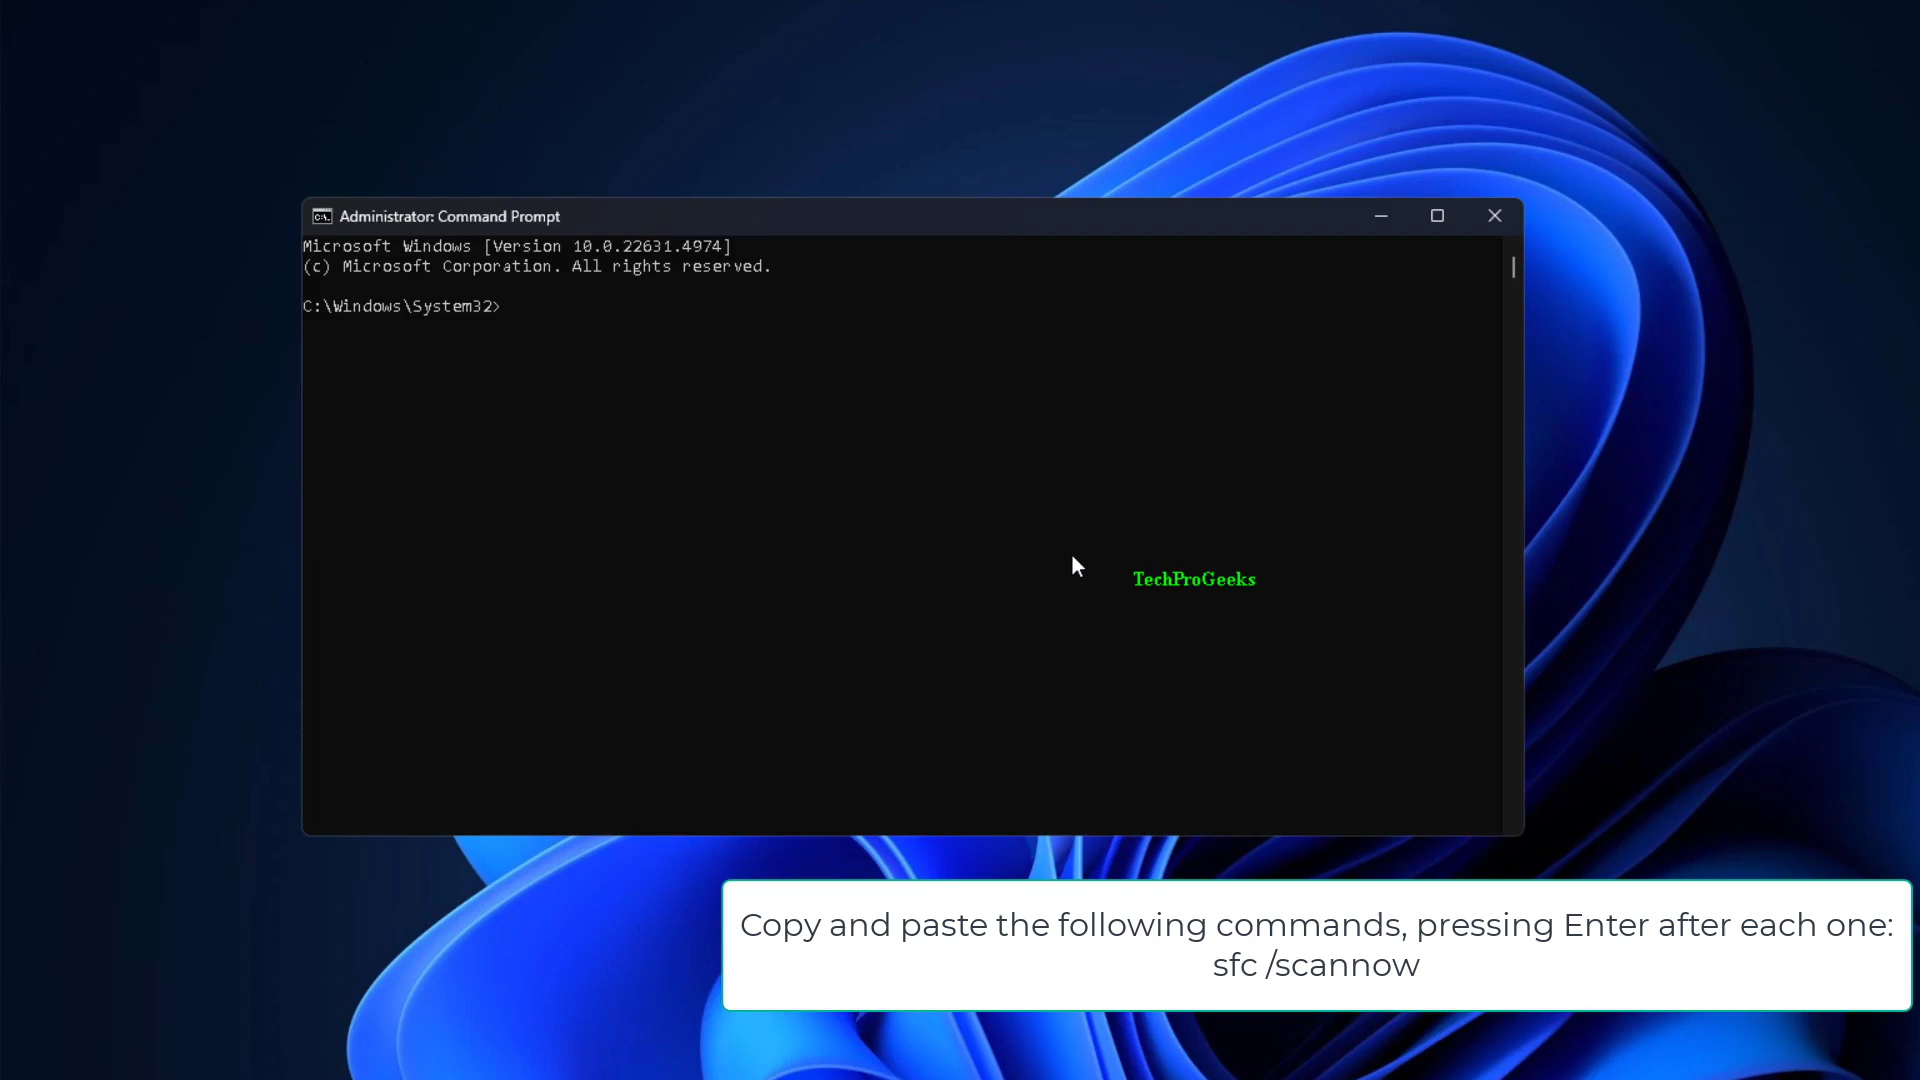 Administrator: Command Prompt
Microsoft Windows [Version 10.0.22631.4974]
(c) Microsoft Corporation. All rights reserved.
C:\Windows\System32>
TechProGeeks
Copy and paste the following commands, pressing Enter after each one:
sfc /scannow